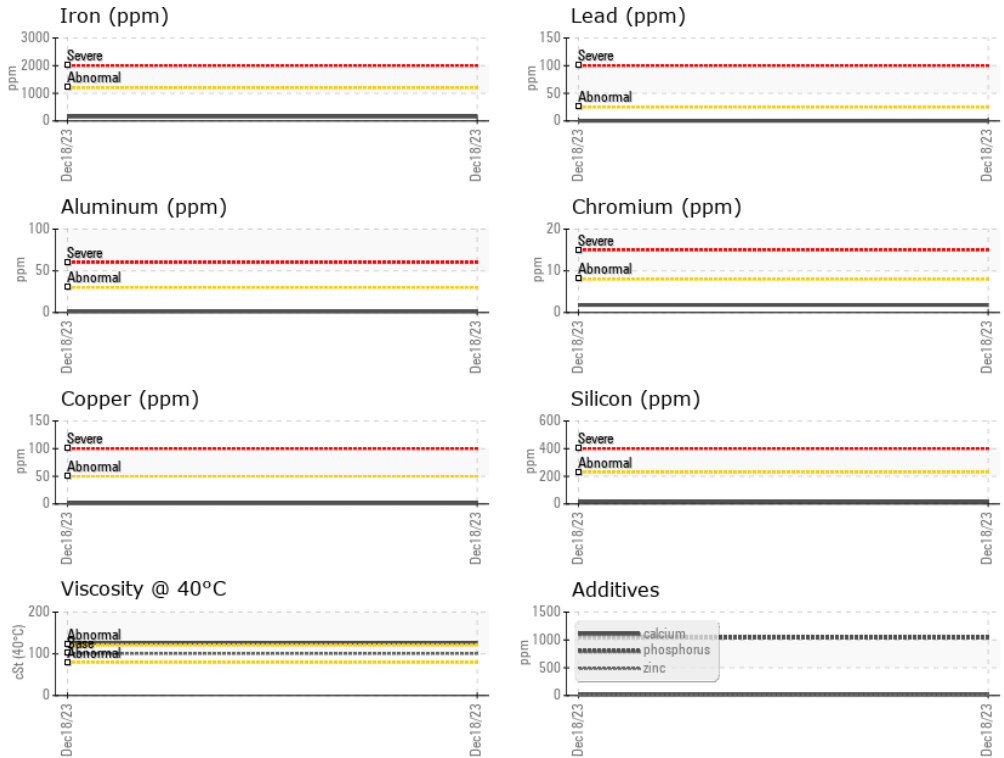 Iron (ppm)
3000
2000
1000
0
ppm
Severe
Abnormal
Dec18/23
Dec18/23
Lead (ppm)
150
100
50
0
ppm
Severe
Abnormal
Dec18/23
Dec18/23
Aluminum (ppm)
100
50
0
ppm
Severe
Abnormal
Dec18/23
Dec18/23
Chromium (ppm)
20
10
0
ppm
Severe
Abnormal
Dec18/23
Dec18/23
Copper (ppm)
150
100
50
0
ppm
Severe
Abnormal
Dec18/23
Dec18/23
Silicon (ppm)
600
400
200
0
ppm
Severe
Abnormal
Dec18/23
Dec18/23
Viscosity @ 40°C
200
100
0
cSt (40°C)
Abnormal
Base
Abnormal
Dec18/23
Dec18/23
Additives
1500
1000
500
0
ppm
calcium
phosphorus
zinc
Dec18/23
Dec18/23